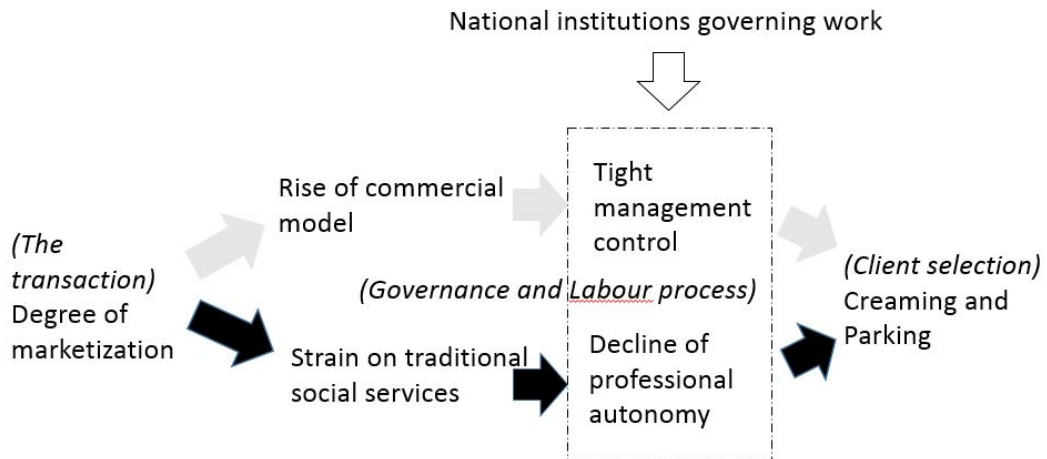 National institutions governing work
Rise of commercial
model
Tight
management
control
(The
transaction)
Degree of
marketization
(Governance and Labour process)
(Client selection)
Creaming and
Parking
Strain on traditional
social services
Decline of
professional
autonomy